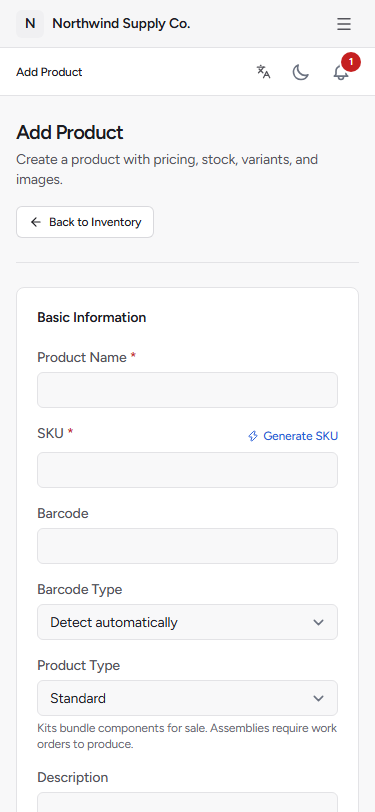 N Northwind Supply Co.
Add Product
1
Add Product
Create a product with pricing, stock, variants, and
images.
Back to Inventory
Basic Information
Product Name *
SKU * Generate SKU
Barcode
Barcode Type
Detect automatically
Product Type
Standard
Kits bundle components for sale. Assemblies require work
orders to produce.
Description